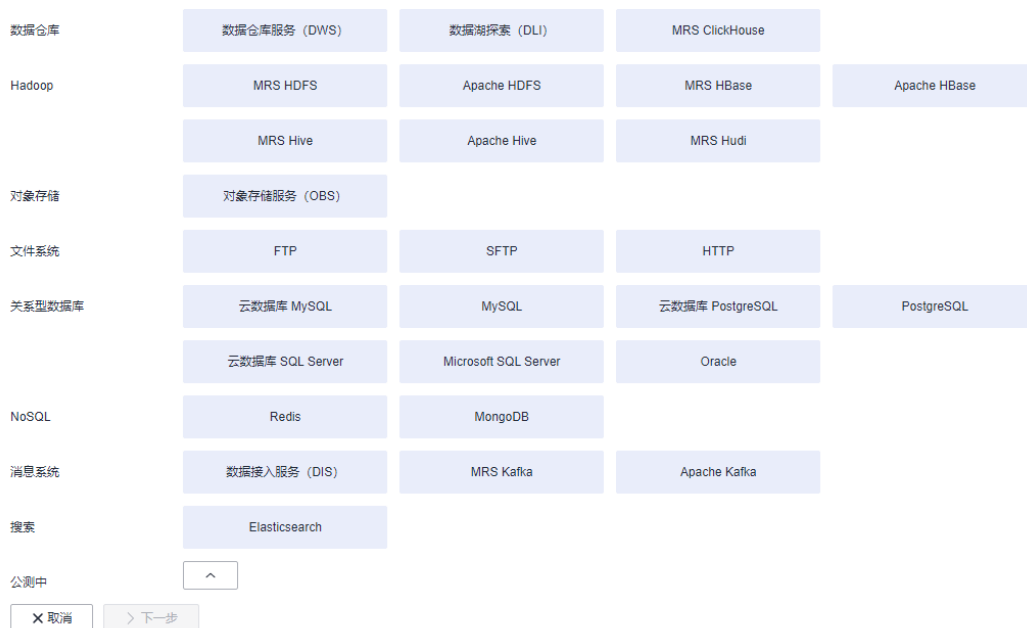 数据仓库 数据仓库服务（DWS） 数据湖探索（DLI） MRS ClickHouse
Hadoop MRS HDFS Apache HDFS MRS HBase Apache HBase
MRS Hive Apache Hive MRS Hudi
对象存储 对象存储服务（OBS）
文件系统 FTP SFTP HTTP
关系型数据库 云数据库 MySQL MySQL 云数据库 PostgreSQL PostgreSQL
云数据库 SQL Server Microsoft SQL Server Oracle
NoSQL Redis MongoDB
消息系统 数据接入服务（DIS） MRS Kafka Apache Kafka
搜索 Elasticsearch
公测中
取消 下一步